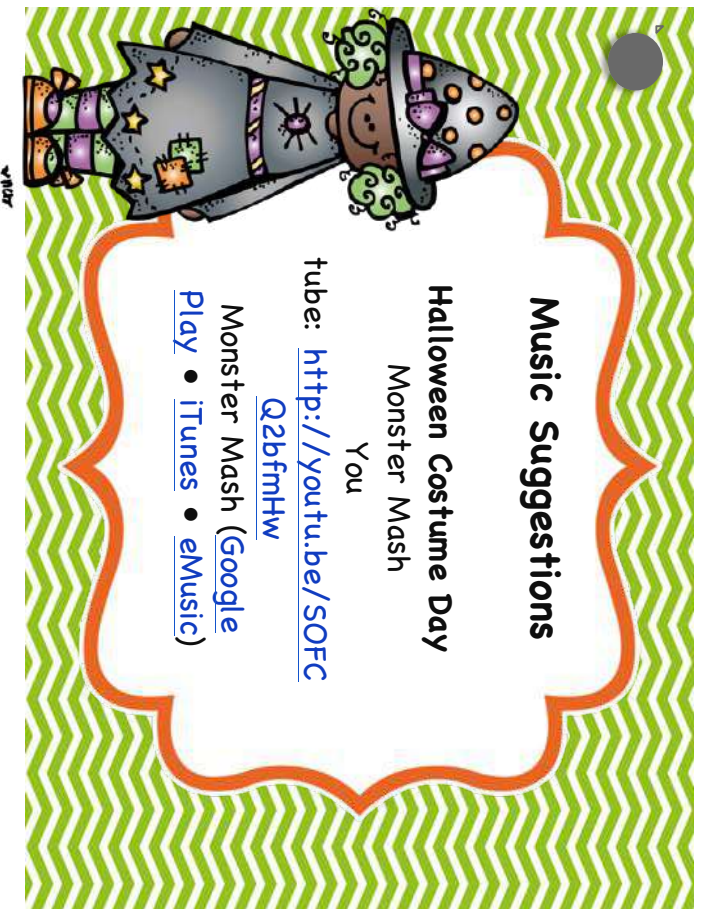 Music Suggestions
Halloween Costume Day
Monster Mash
You
tube: http://youtu.be/SOFC
Q2bfmHw
Monster Mash (Google
Play • iTunes • eMusic)